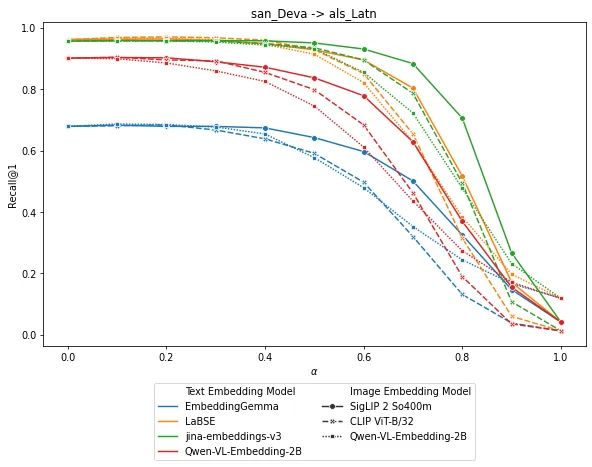 san_Deva -> als_Latn
1.0
0.8
0.6
0.4
0.2
0.0
Recall@1
0.0 0.2 0.4 0.6 0.8 1.0
α
Text Embedding Model Image Embedding Model
EmbeddingGemma SigLIP 2 So400m
LaBSE CLIP ViT-B/32
jina-embeddings-v3 Qwen-VL-Embedding-2B
Qwen-VL-Embedding-2B